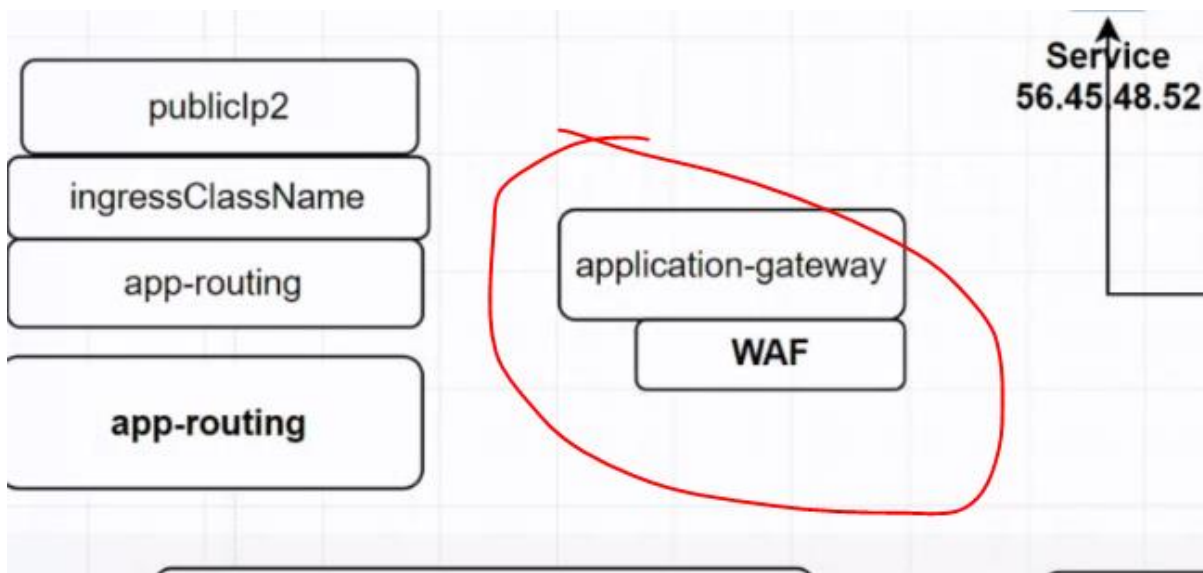 publicIp2
ingressClassName
app-routing
app-routing
application-gateway
WAF
Service
56.45.48.52